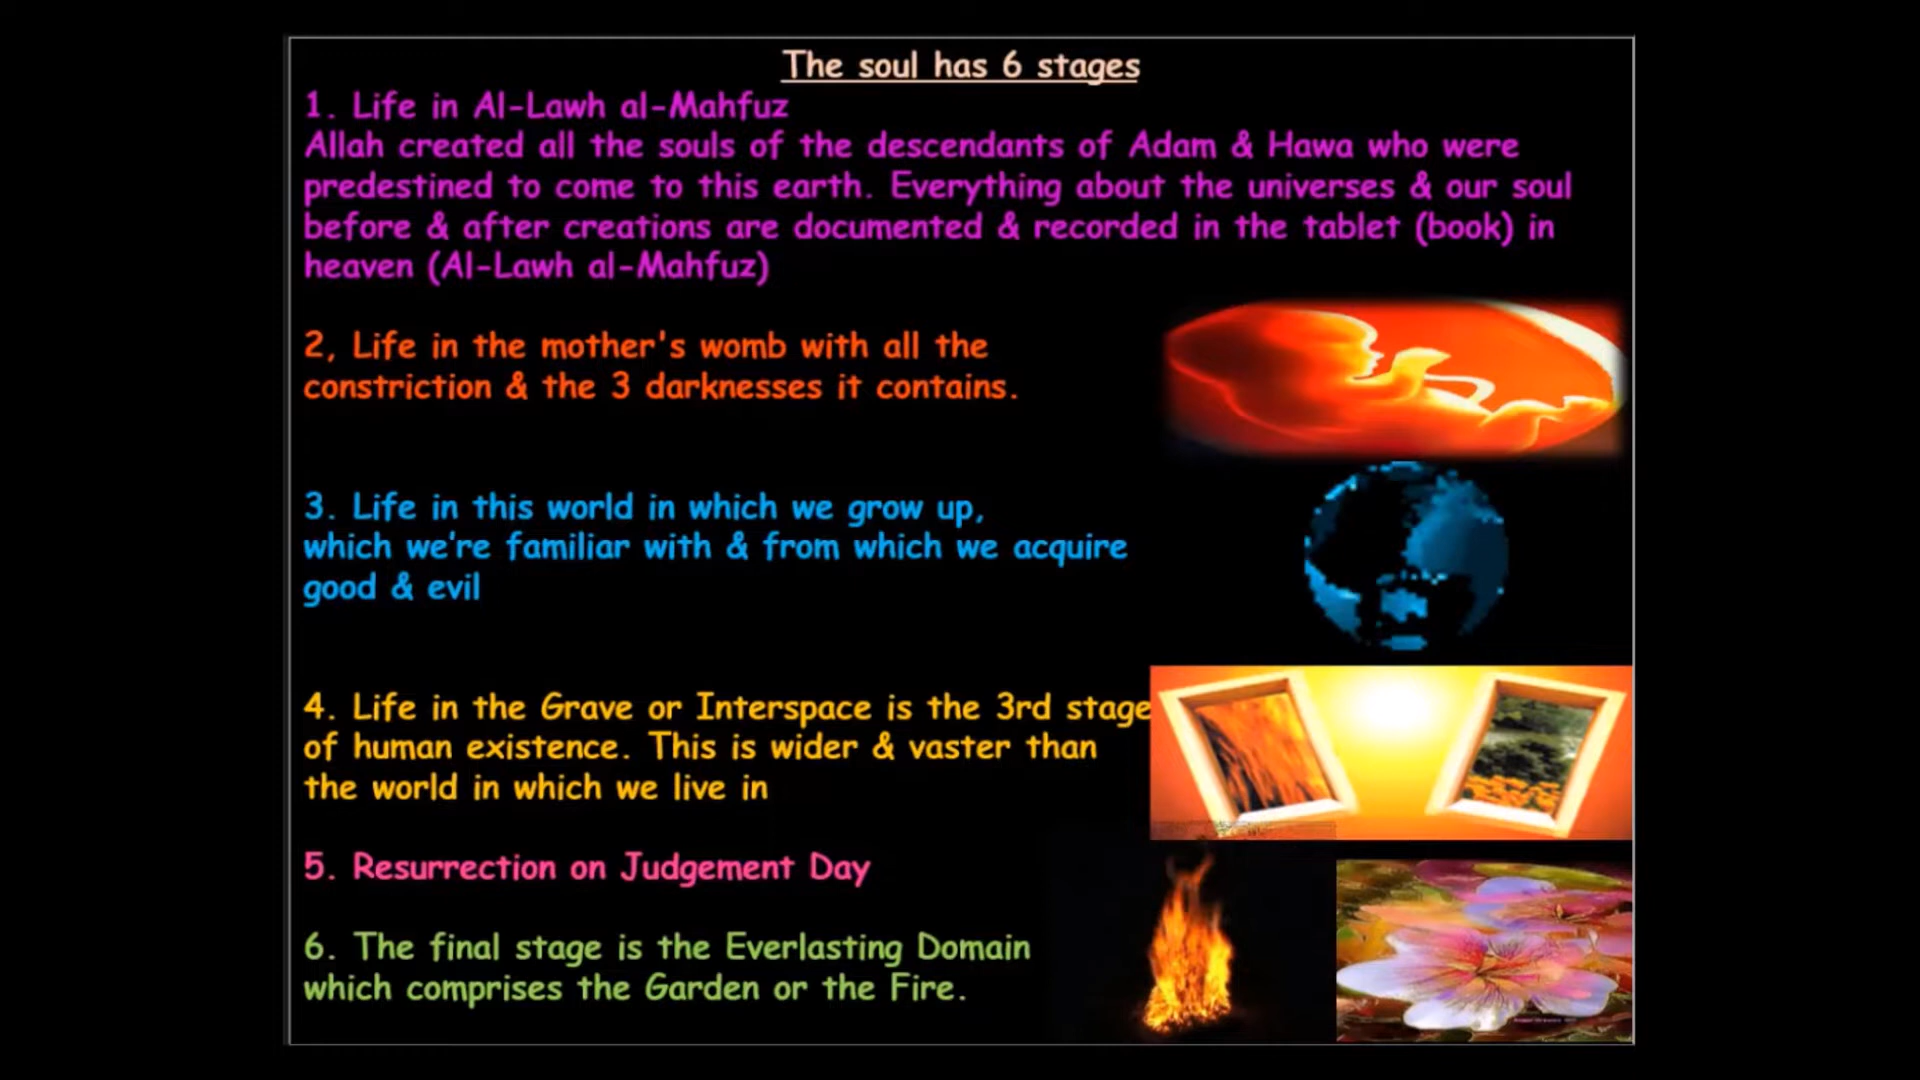 The soul has 6 stages
1. Life in Al-Lawh al-Mahfuz
Allah created all the souls of the descendants of Adam & Hawa who were
predestined to come to this earth. Everything about the universes & our soul
before & after creations are documented & recorded in the tablet (book) in
heaven (Al-Lawh al-Mahfuz)
2, Life in the mother's womb with all the
constriction & the 3 darknesses it contains.
3. Life in this world in which we grow up,
which we're familiar with & from which we acquire
good & evil
4. Life in the Grave or Interspace is the 3rd stage
of human existence. This is wider & vaster than
the world in which we live in
5. Resurrection on Judgement Day
6. The final stage is the Everlasting Domain
which comprises the Garden or the Fire.